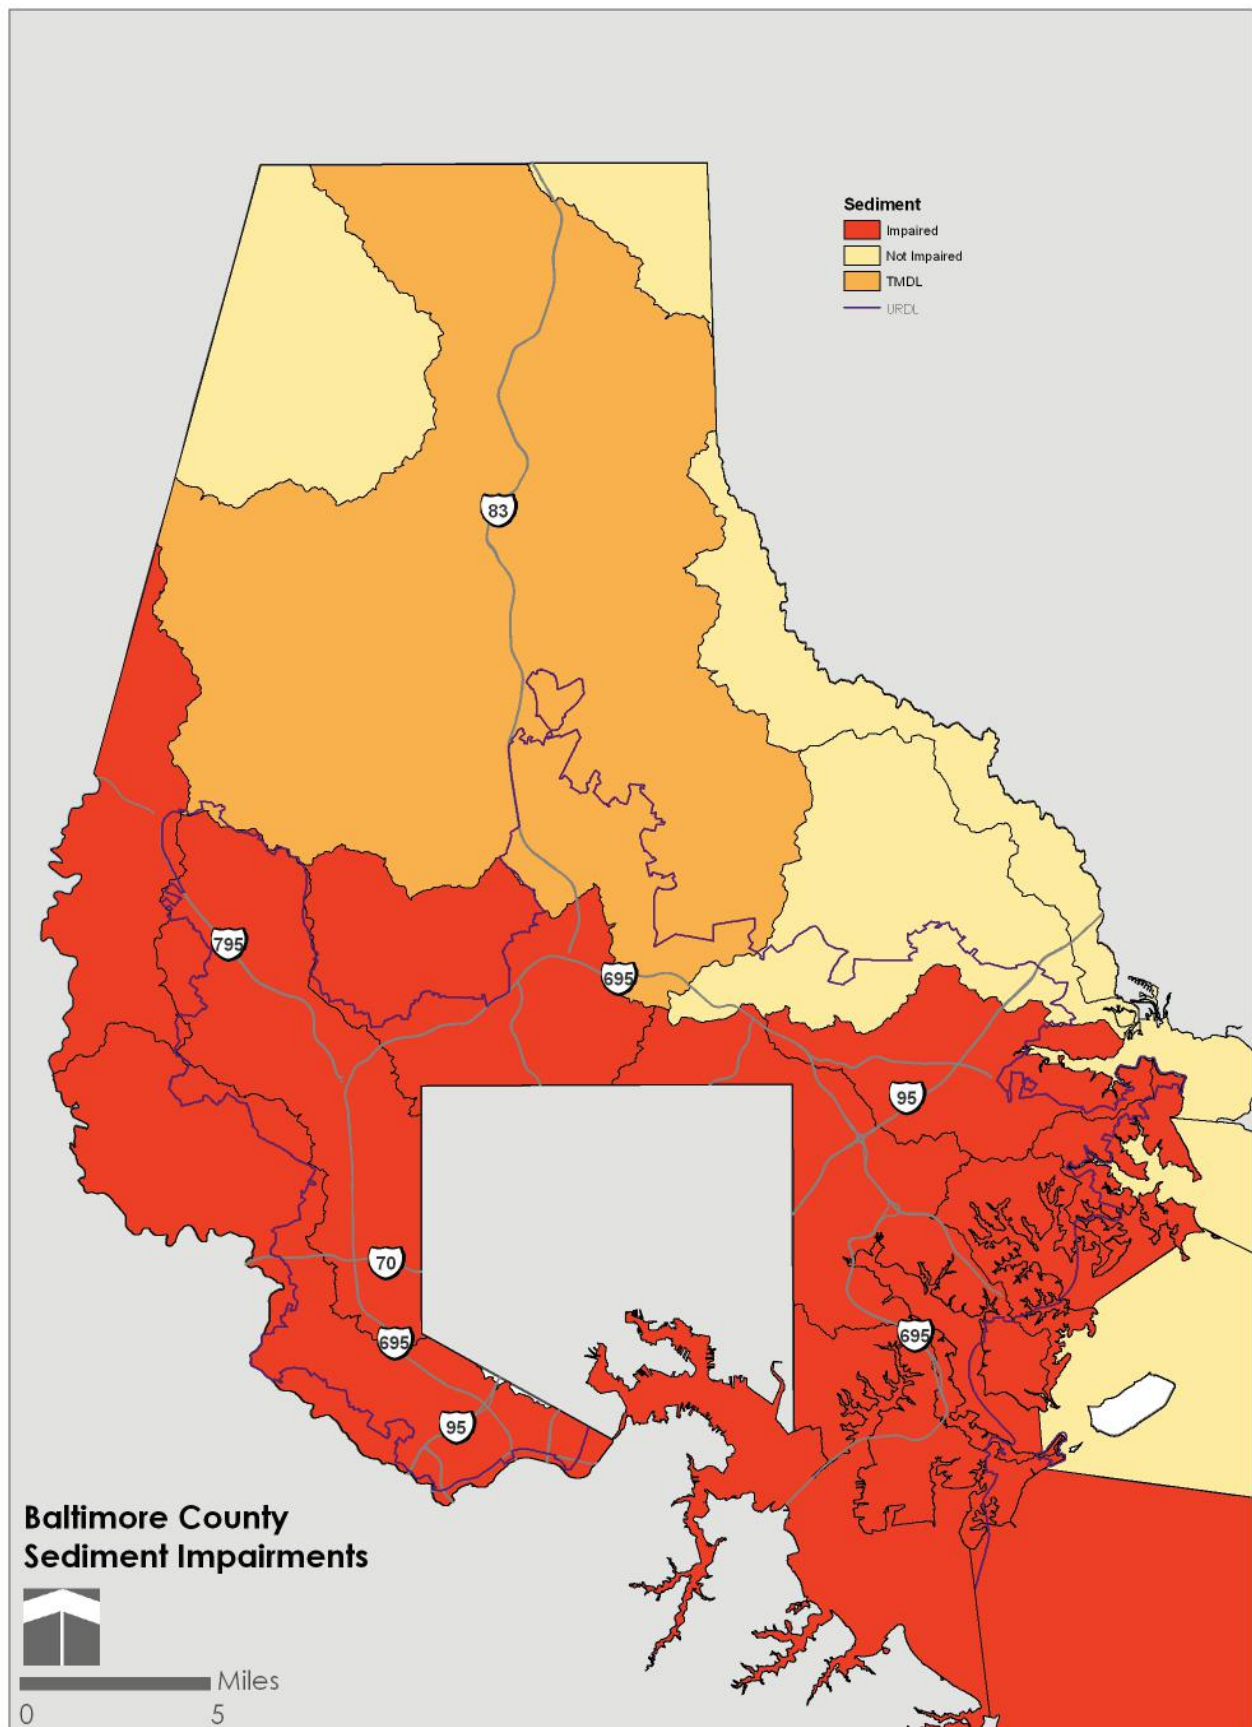 Sediment
Impaired
Not Impaired
TMDL
URDL
83
795
695
95
70
695
695
95
Baltimore County
Sediment Impairments
Miles
0 5